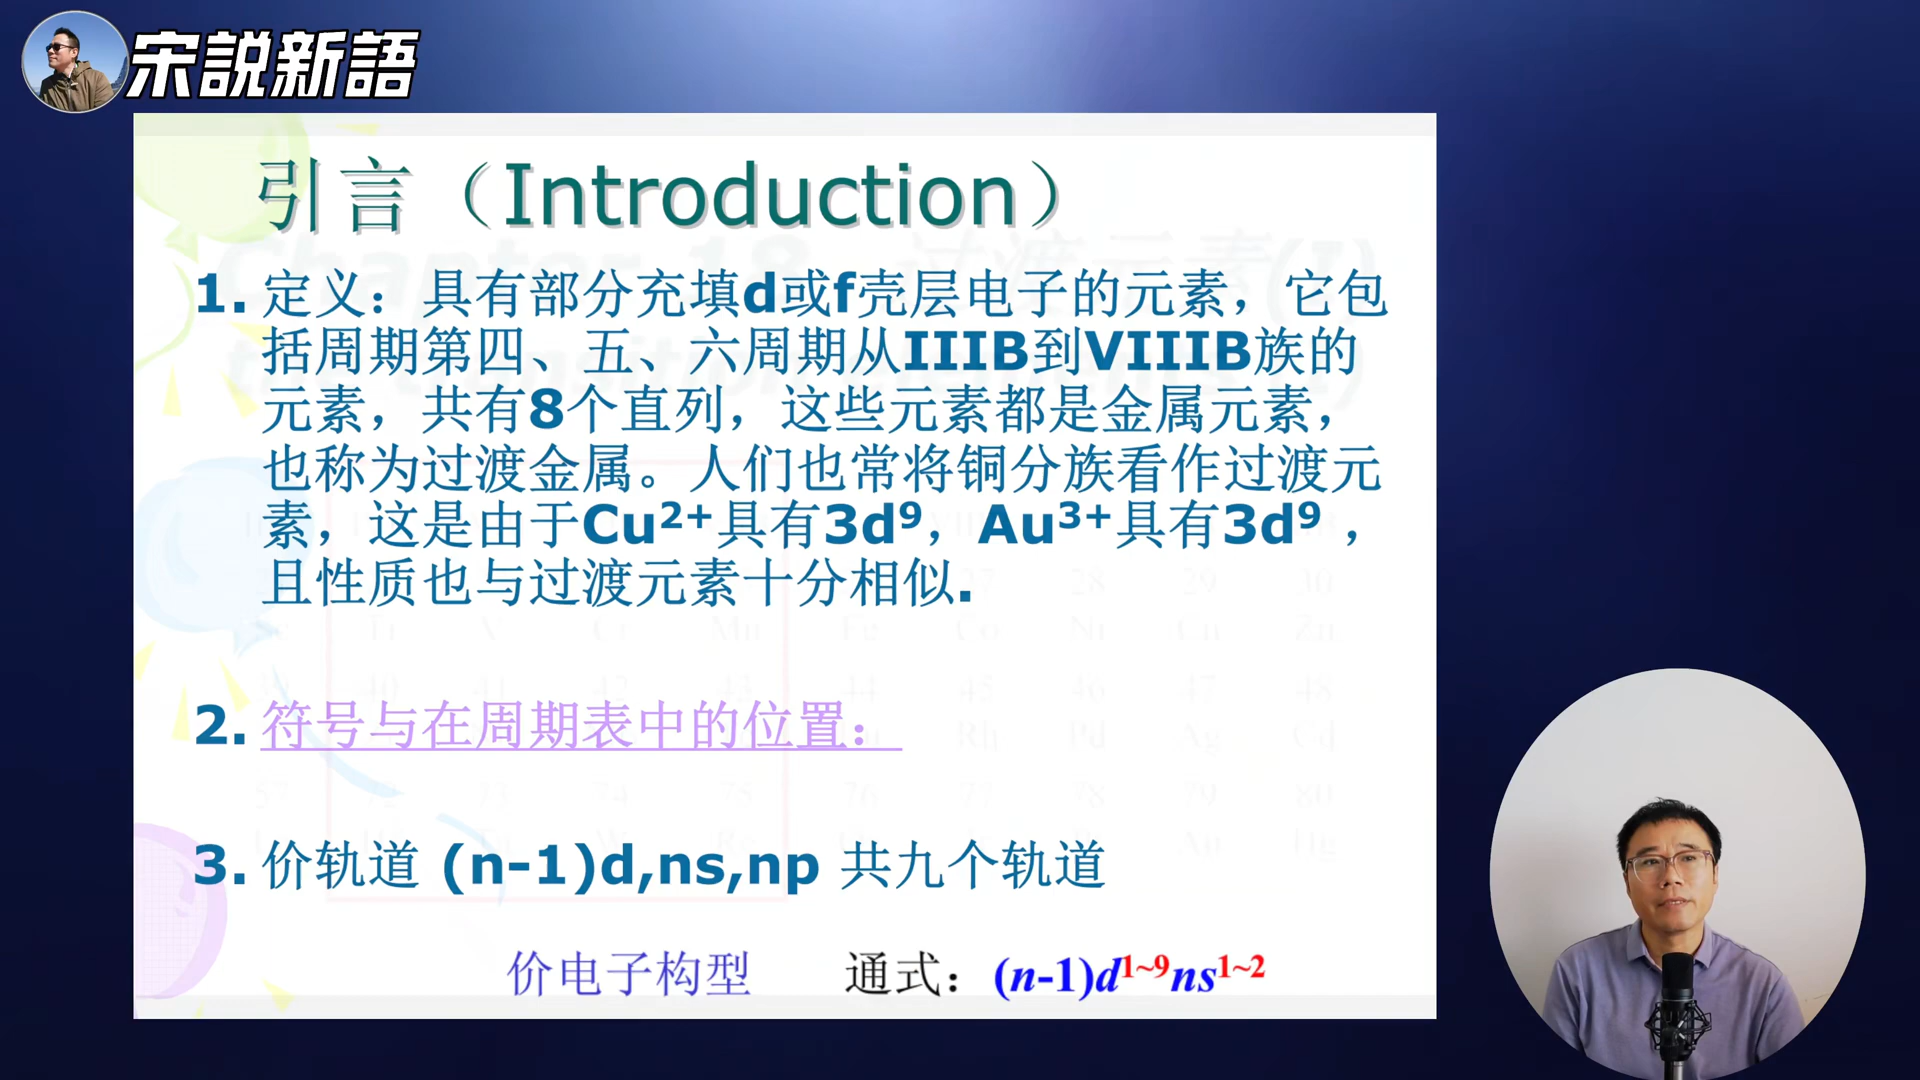 宋説新語
引言（Introduction）
1. 定义：具有部分充填d或f壳层电子的元素，它包
括周期第四、五、六周期从IIIB到VIIIB族的
元素，共有8个直列，这些元素都是金属元素，
也称为过渡金属。人们也常将铜分族看作过渡元
素，这是由于Cu²⁺具有3d⁹，Au³⁺具有3d⁹，
且性质也与过渡元素十分相似.
2. 符号与在周期表中的位置：
3. 价轨道 (n-1)d,ns,np 共九个轨道
价电子构型 通式：(n-1)d¹~⁹ns¹~²